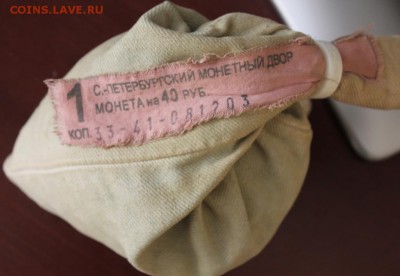 COINS.LAVE.RU
1 С.-ПЕТЕРБУРГСКИЙ МОНЕТНЫЙ ДВОР
МОНЕТА на 40 РУБ.
КОП. 33-41-081203